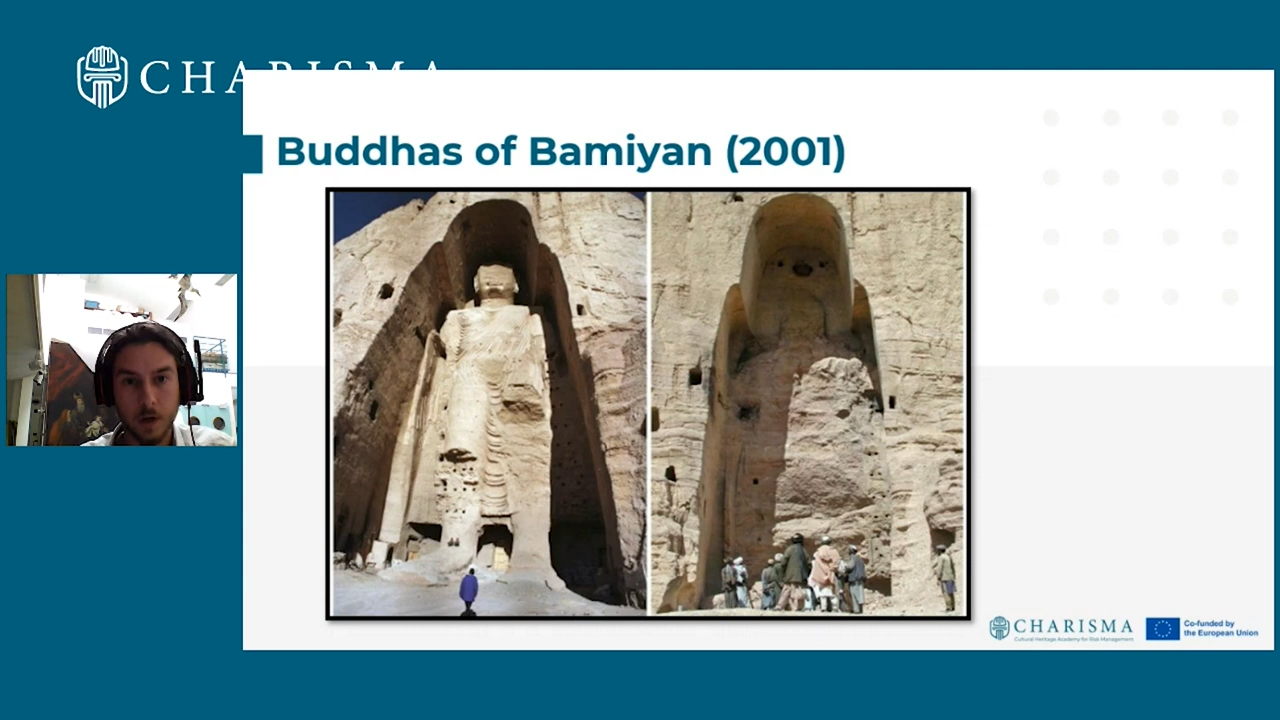 CHARISMA
Buddhas of Bamiyan (2001)
CHARISMA
Cultural Heritage Academy for Risk Management
Co-funded by
the European Union